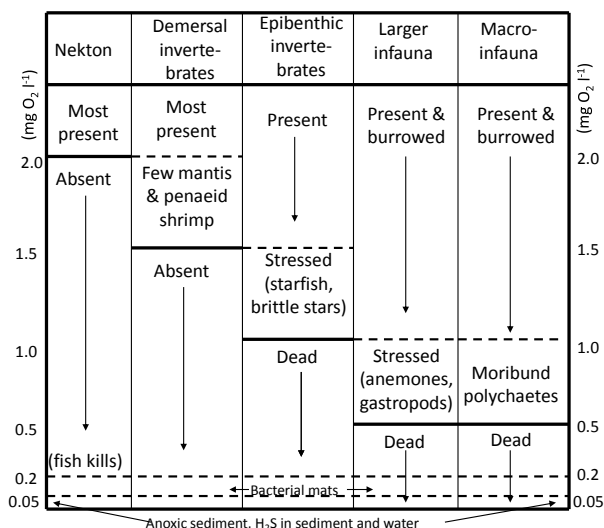 (mg O₂ l⁻¹)
Nekton
Demersal
inverte-
brates
Epibenthic
inverte-
brates
Larger
infauna
Macro-
infauna
(mg O₂ l⁻¹)
Most
present
Most
present
Present
Present &
burrowed
Present &
burrowed
2.0
2.0
Absent
Few mantis
& penaeid
shrimp
1.5
1.5
Absent
Stressed
(starfish,
brittle stars)
1.0
1.0
Dead
Stressed
(anemones,
gastropods)
Moribund
polychaetes
0.5
0.5
(fish kills)
Dead
Dead
0.2
0.2
Bacterial mats
0.05
0.05
Anoxic sediment, H₂S in sediment and water